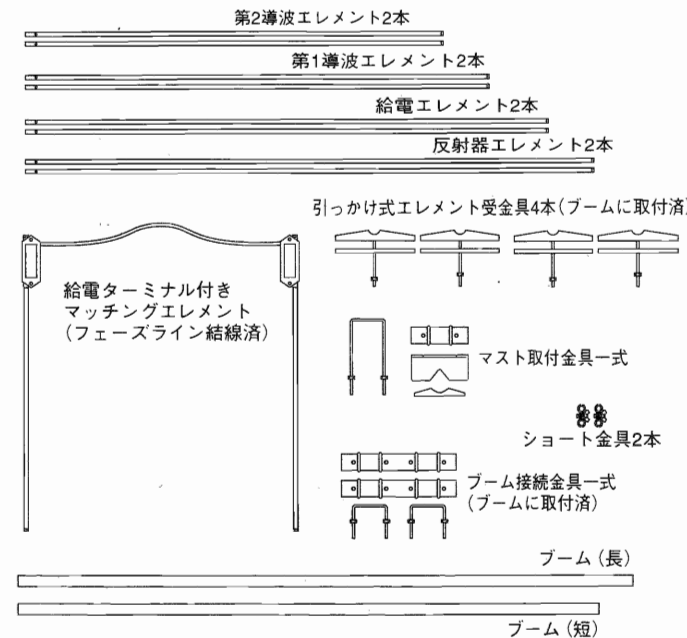 第2導波エレメント2本
第1導波エレメント2本
給電エレメント2本
反射器エレメント2本
引っかけ式エレメント受金具4本(ブームに取付済)
給電ターミナル付き
マッチングエレメント
(フェーズライン結線済)
マスト取付金具一式
ショート金具2本
ブーム接続金具一式
(ブームに取付済)
ブーム(長)
ブーム(短)